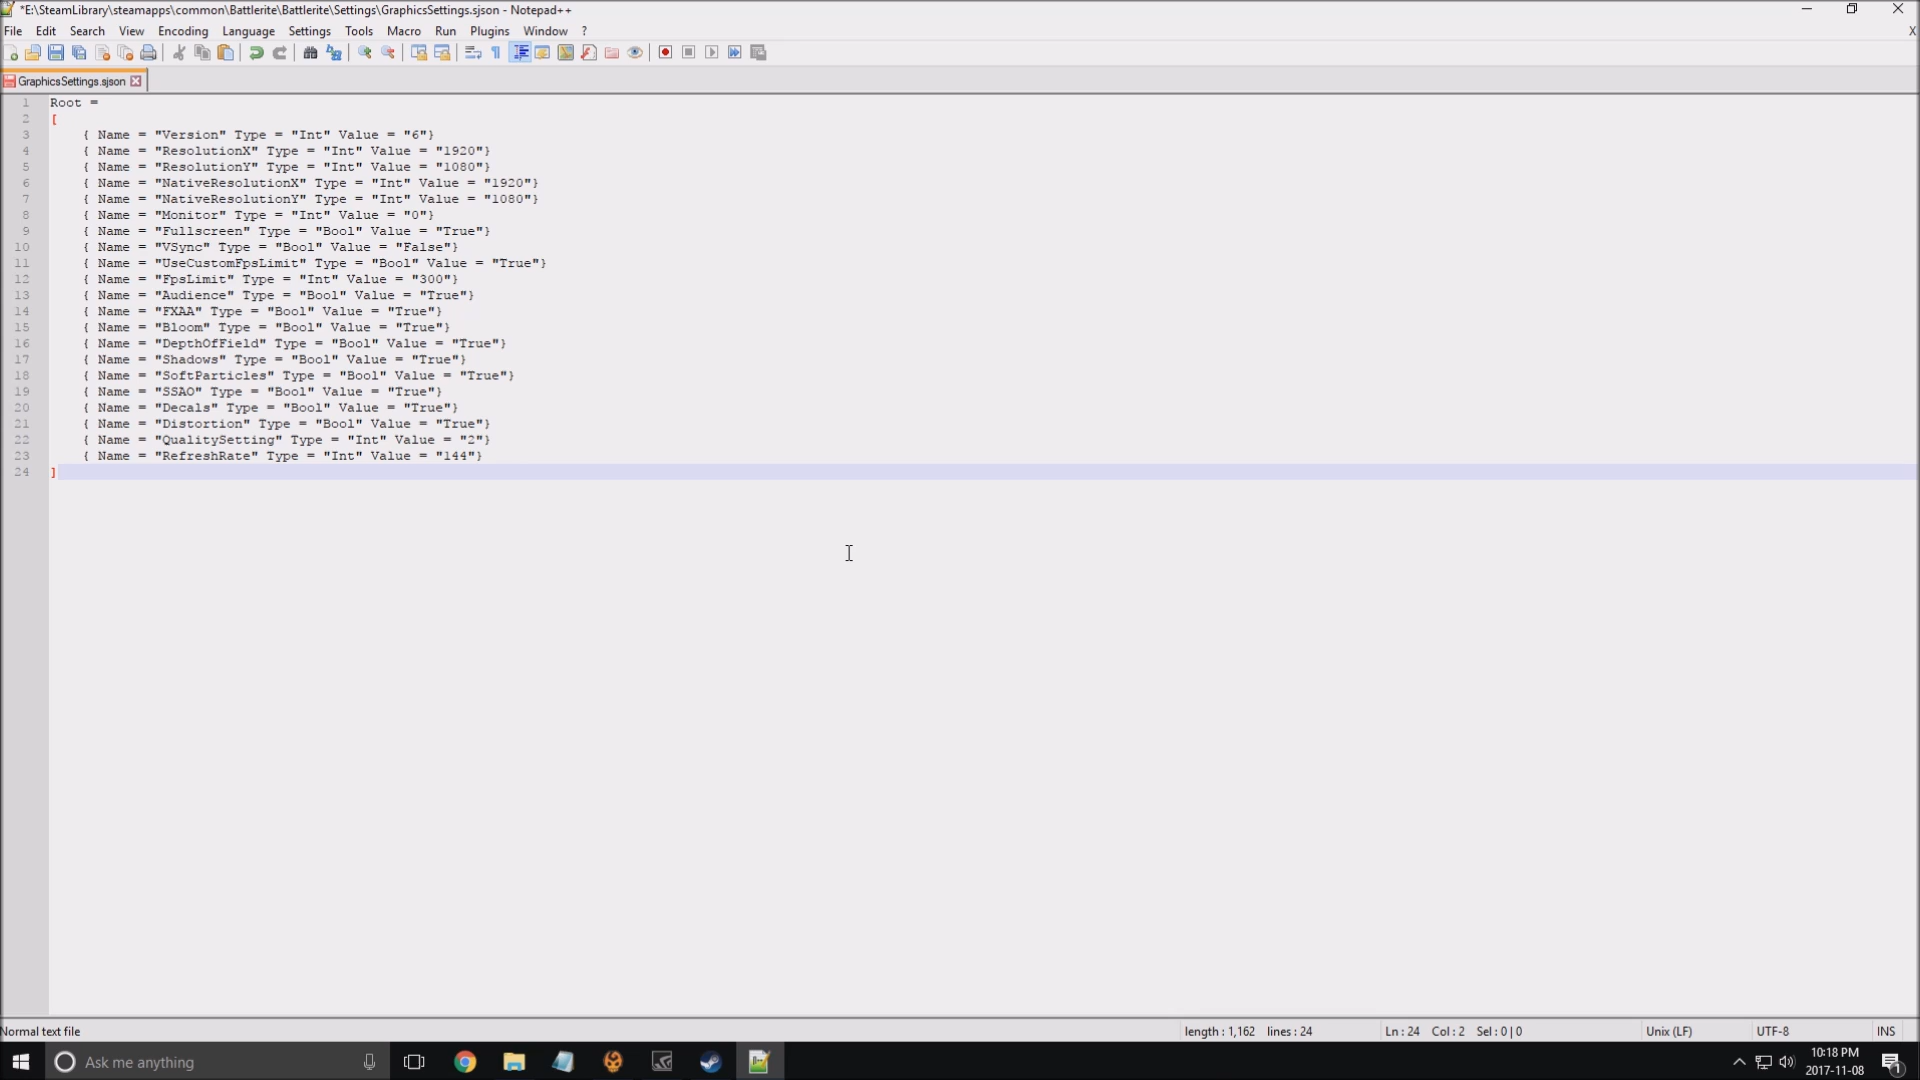 *E:\SteamLibrary\steamapps\common\Battlerite\Battlerite\Settings\GraphicsSettings.sjson - Notepad++
File Edit Search View Encoding Language Settings Tools Macro Run Plugins Window ?
X
GraphicsSettings.sjson
1 Root =
2 [
3 { Name = "Version" Type = "Int" Value = "6"}
4 { Name = "ResolutionX" Type = "Int" Value = "1920"}
5 { Name = "ResolutionY" Type = "Int" Value = "1080"}
6 { Name = "NativeResolutionX" Type = "Int" Value = "1920"}
7 { Name = "NativeResolutionY" Type = "Int" Value = "1080"}
8 { Name = "Monitor" Type = "Int" Value = "0"}
9 { Name = "Fullscreen" Type = "Bool" Value = "True"}
10 { Name = "VSync" Type = "Bool" Value = "False"}
11 { Name = "UseCustomFpsLimit" Type = "Bool" Value = "True"}
12 { Name = "FpsLimit" Type = "Int" Value = "300"}
13 { Name = "Audience" Type = "Bool" Value = "True"}
14 { Name = "FXAA" Type = "Bool" Value = "True"}
15 { Name = "Bloom" Type = "Bool" Value = "True"}
16 { Name = "DepthOfField" Type = "Bool" Value = "True"}
17 { Name = "Shadows" Type = "Bool" Value = "True"}
18 { Name = "SoftParticles" Type = "Bool" Value = "True"}
19 { Name = "SSAO" Type = "Bool" Value = "True"}
20 { Name = "Decals" Type = "Bool" Value = "True"}
21 { Name = "Distortion" Type = "Bool" Value = "True"}
22 { Name = "QualitySetting" Type = "Int" Value = "2"}
23 { Name = "RefreshRate" Type = "Int" Value = "144"}
24 ]
Normal text file length : 1,162 lines : 24 Ln : 24 Col : 2 Sel : 0 | 0 Unix (LF) UTF-8 INS
Ask me anything
10:18 PM
2017-11-08
1